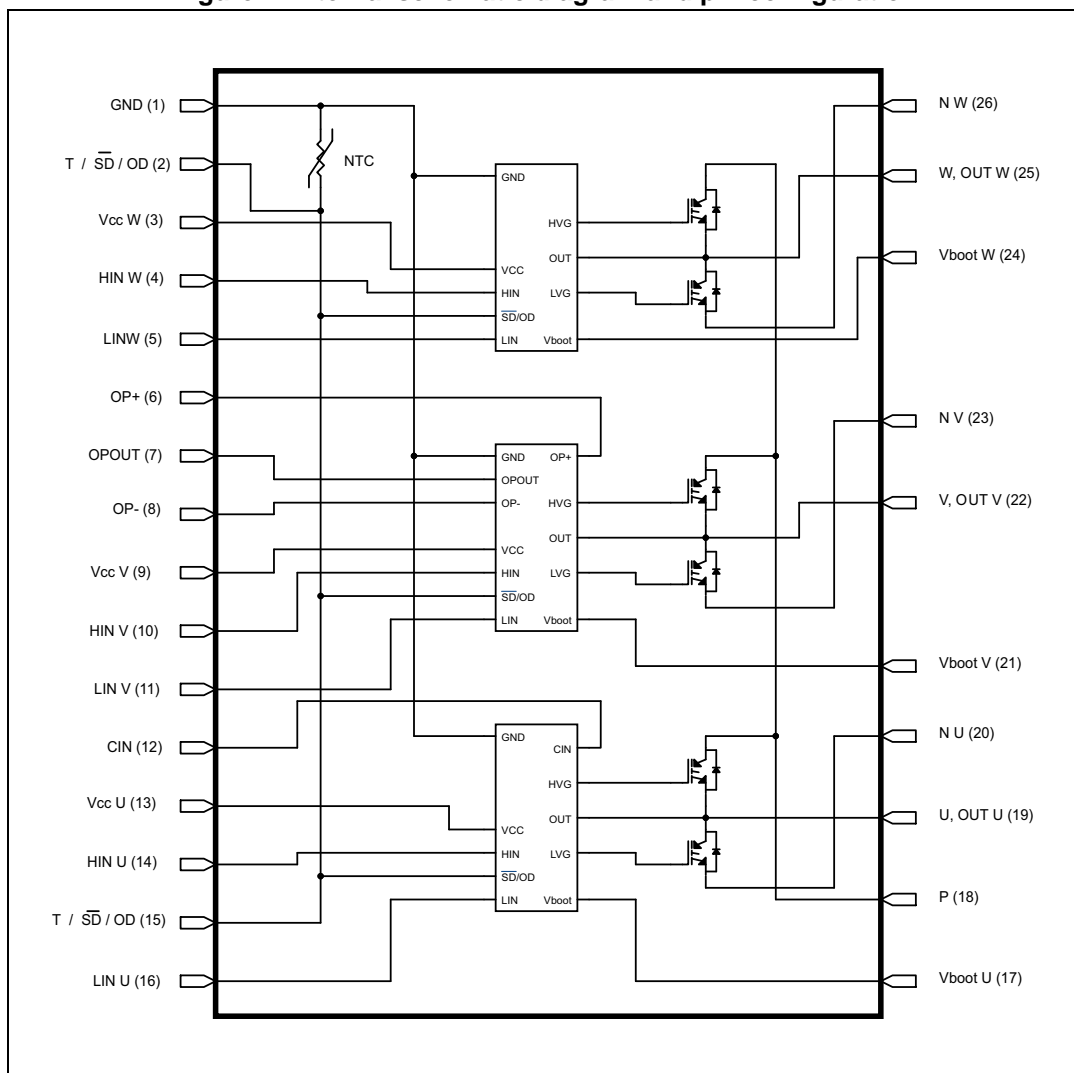 GND (1)
T / SD / OD (2)
Vcc W (3)
HIN W (4)
LINW (5)
OP+ (6)
OPOUT (7)
OP- (8)
Vcc V (9)
HIN V (10)
LIN V (11)
CIN (12)
Vcc U (13)
HIN U (14)
T / SD / OD (15)
LIN U (16)
NTC
GND
HVG
OUT
VCC
HIN
LVG
SD/OD
LIN
Vboot
GND
OP+
OPOUT
OP-
HVG
OUT
VCC
HIN
LVG
SD/OD
LIN
Vboot
GND
CIN
HVG
OUT
VCC
HIN
LVG
SD/OD
LIN
Vboot
N W (26)
W, OUT W (25)
Vboot W (24)
N V (23)
V, OUT V (22)
Vboot V (21)
N U (20)
U, OUT U (19)
P (18)
Vboot U (17)